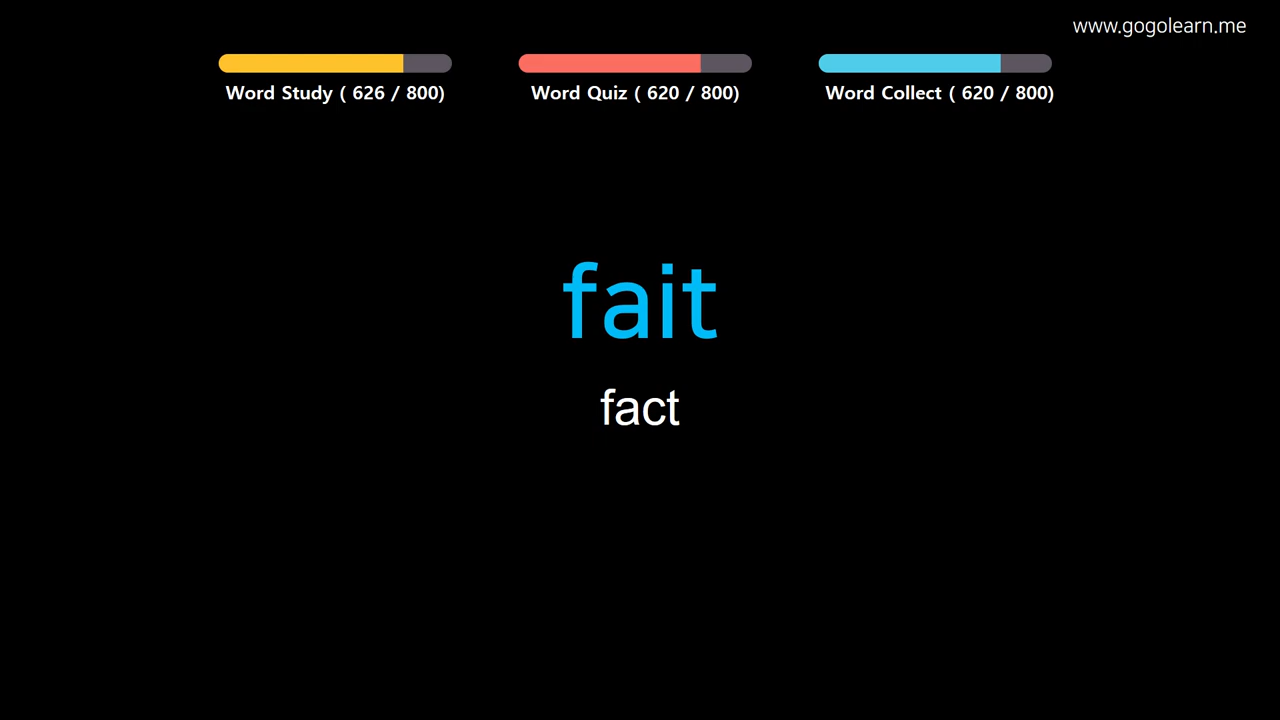 www.gogolearn.me
Word Study ( 626 / 800)
Word Quiz ( 620 / 800)
Word Collect ( 620 / 800)
fait
fact